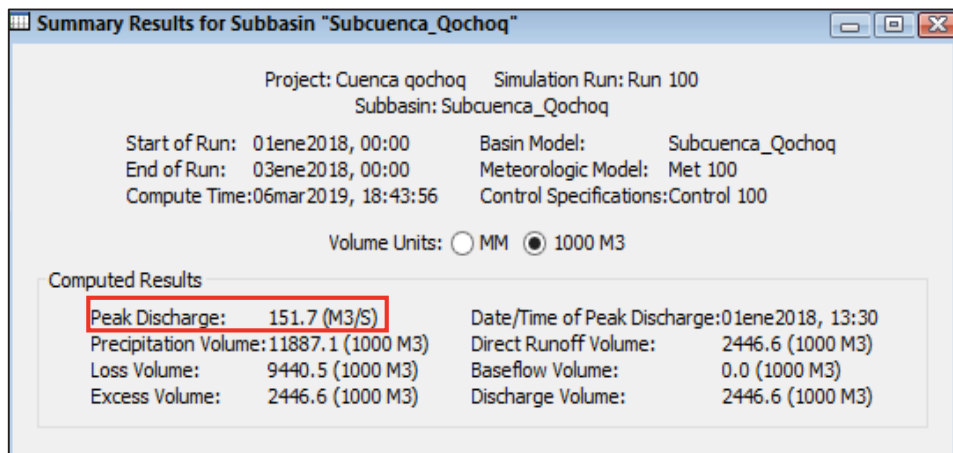 Summary Results for Subbasin "Subcuenca_Qochoq"
Project: Cuenca qochoq Simulation Run: Run 100
Subbasin: Subcuenca_Qochoq
Start of Run: 01ene2018, 00:00 Basin Model: Subcuenca_Qochoq
End of Run: 03ene2018, 00:00 Meteorologic Model: Met 100
Compute Time:06mar2019, 18:43:56 Control Specifications:Control 100
Volume Units: MM 1000 M3
Computed Results
Peak Discharge: 151.7 (M3/S) Date/Time of Peak Discharge:01ene2018, 13:30
Precipitation Volume:11887.1 (1000 M3) Direct Runoff Volume: 2446.6 (1000 M3)
Loss Volume: 9440.5 (1000 M3) Baseflow Volume: 0.0 (1000 M3)
Excess Volume: 2446.6 (1000 M3) Discharge Volume: 2446.6 (1000 M3)